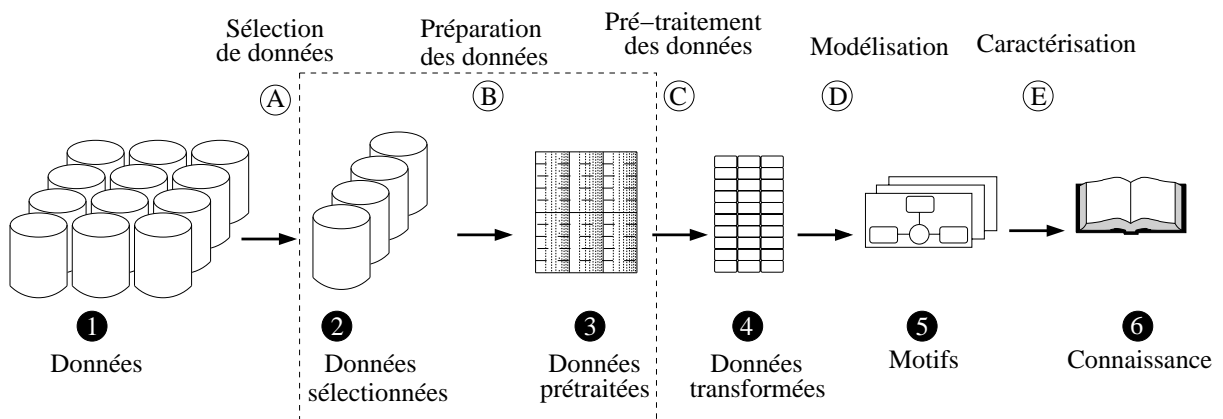 Sélection
de données
Préparation
des données
Pré-traitement
des données
Modélisation
Caractérisation
A
B
C
D
E
1
2
3
4
5
6
Données
Données
sélectionnées
Données
prétraitées
Données
transformées
Motifs
Connaissance